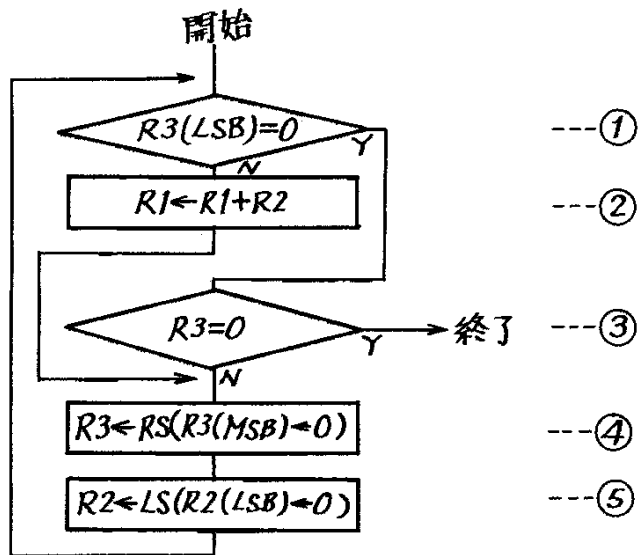 開始
R3(LSB)=0
Y
---①
N
R1←R1+R2
---②
R3=0
Y
終了
---③
N
R3←RS(R3(MSB)←0)
---④
R2←LS(R2(LSB)←0)
---⑤